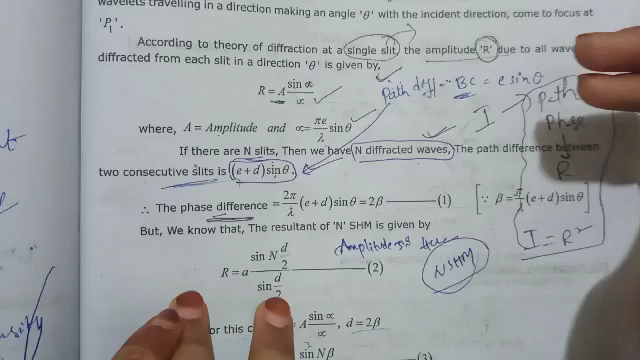 wavelets travelling in a direction making an angle 'θ' with the incident direction, come to focus at
'P₁'.
According to theory of diffraction at a single slit, the amplitude 'R' due to all wave
diffracted from each slit in a direction 'θ' is given by,
R = A sin∝/∝
Path diff BC = e sinθ
where, A = Amplitude and ∝= πe/λ sinθ
I
Path
Phase
R
I = R²
If there are N slits, Then we have N diffracted waves, The path difference between
two consecutive slits is (e+d)sinθ.
∴ The phase difference = 2π/λ (e+d)sinθ = 2β ——— (1) [∵ β = π/λ (e+d)sinθ]
But, We know that, The resultant of 'N' SHM is given by
R = a sin N d/2 / sin d/2 ——— (2)
NSHM
for this
= A sin∝/∝, d = 2β
sin Nβ
(3)